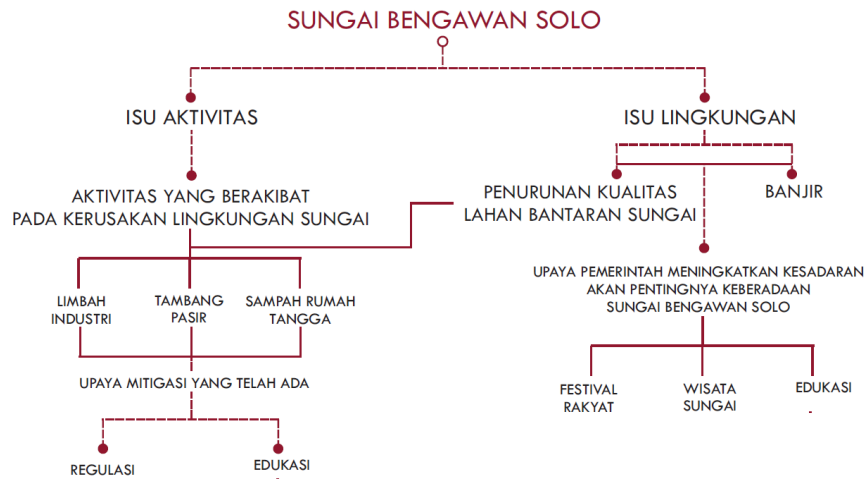 SUNGAI BENGAWAN SOLO
ISU AKTIVITAS
ISU LINGKUNGAN
AKTIVITAS YANG BERAKIBAT
PADA KERUSAKAN LINGKUNGAN SUNGAI
PENURUNAN KUALITAS
LAHAN BANTARAN SUNGAI
BANJIR
LIMBAH
INDUSTRI
TAMBANG
PASIR
SAMPAH RUMAH
TANGGA
UPAYA MITIGASI YANG TELAH ADA
REGULASI
EDUKASI
UPAYA PEMERINTAH MENINGKATKAN KESADARAN
AKAN PENTINGNYA KEBERADAAN
SUNGAI BENGAWAN SOLO
FESTIVAL
RAKYAT
WISATA
SUNGAI
EDUKASI